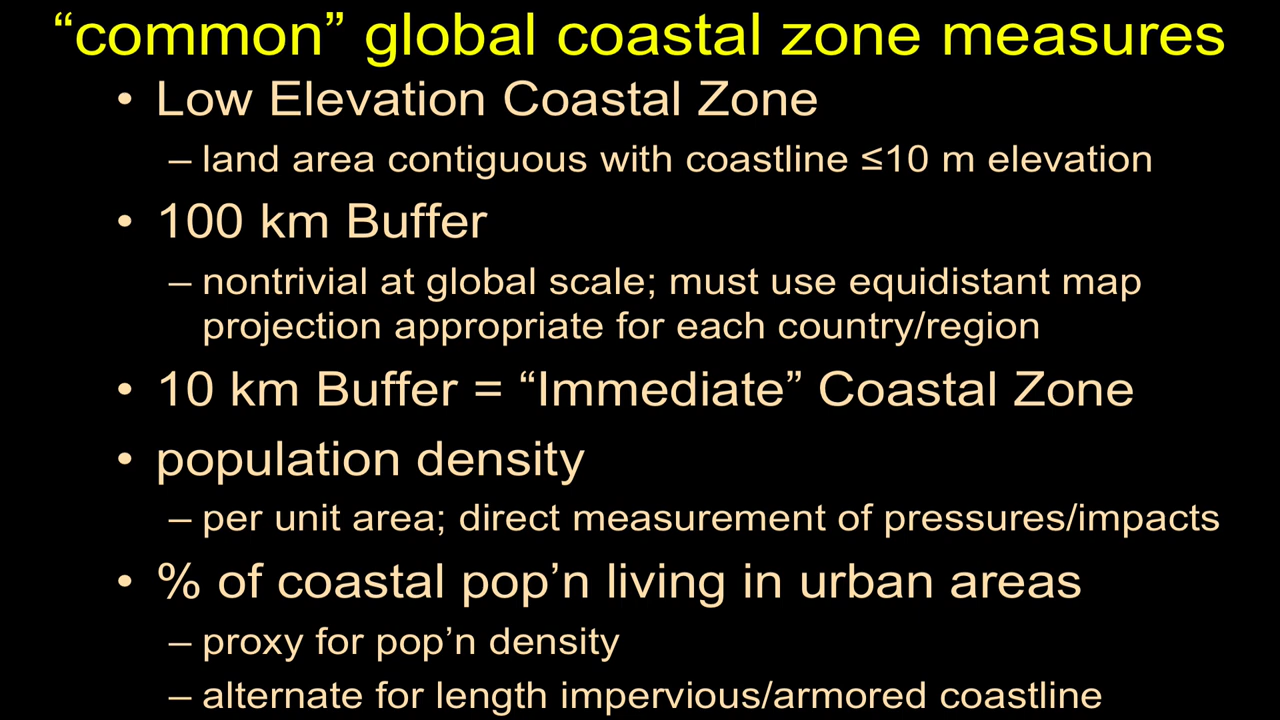 “common” global coastal zone measures
• Low Elevation Coastal Zone
– land area contiguous with coastline ≤10 m elevation
• 100 km Buffer
– nontrivial at global scale; must use equidistant map
projection appropriate for each country/region
• 10 km Buffer = “Immediate” Coastal Zone
• population density
– per unit area; direct measurement of pressures/impacts
• % of coastal pop’n living in urban areas
– proxy for pop’n density
– alternate for length impervious/armored coastline